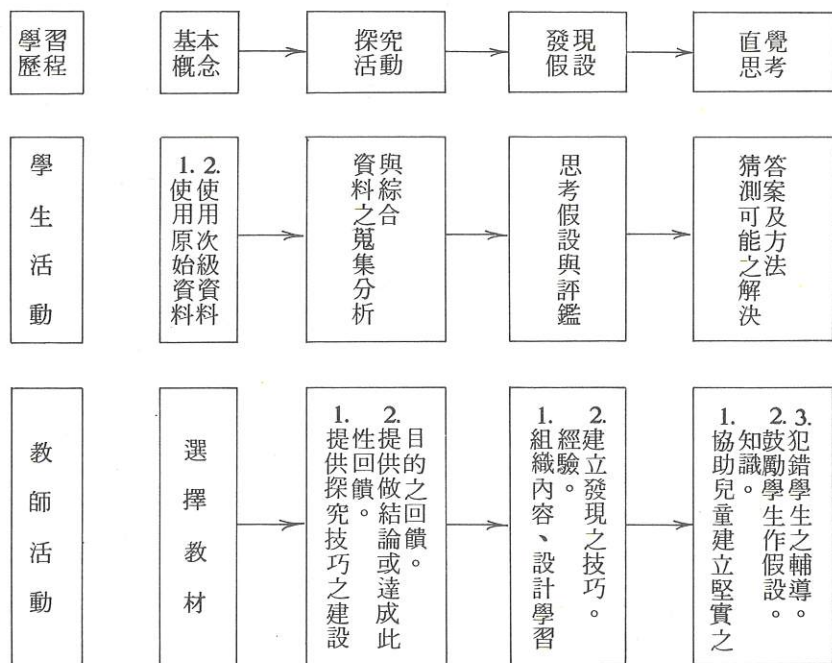 學習
歷程
基本
概念
探究
活動
發現
假設
直覺
思考
學生活動
1.使用原始資料
2.使用次級資料
資料之蒐集分析
與綜合
思考假設與評鑑
猜測可能之解決
答案及方法
教師活動
選擇教材
1.提供探究技巧之建設
性回饋。
2.提供做結論或達成此
目的之回饋。
1.組織內容、設計學習
經驗。
2.建立發現之技巧。
1.協助兒童建立堅實之
知識。
2.鼓勵學生作假設。
3.犯錯學生之輔導。